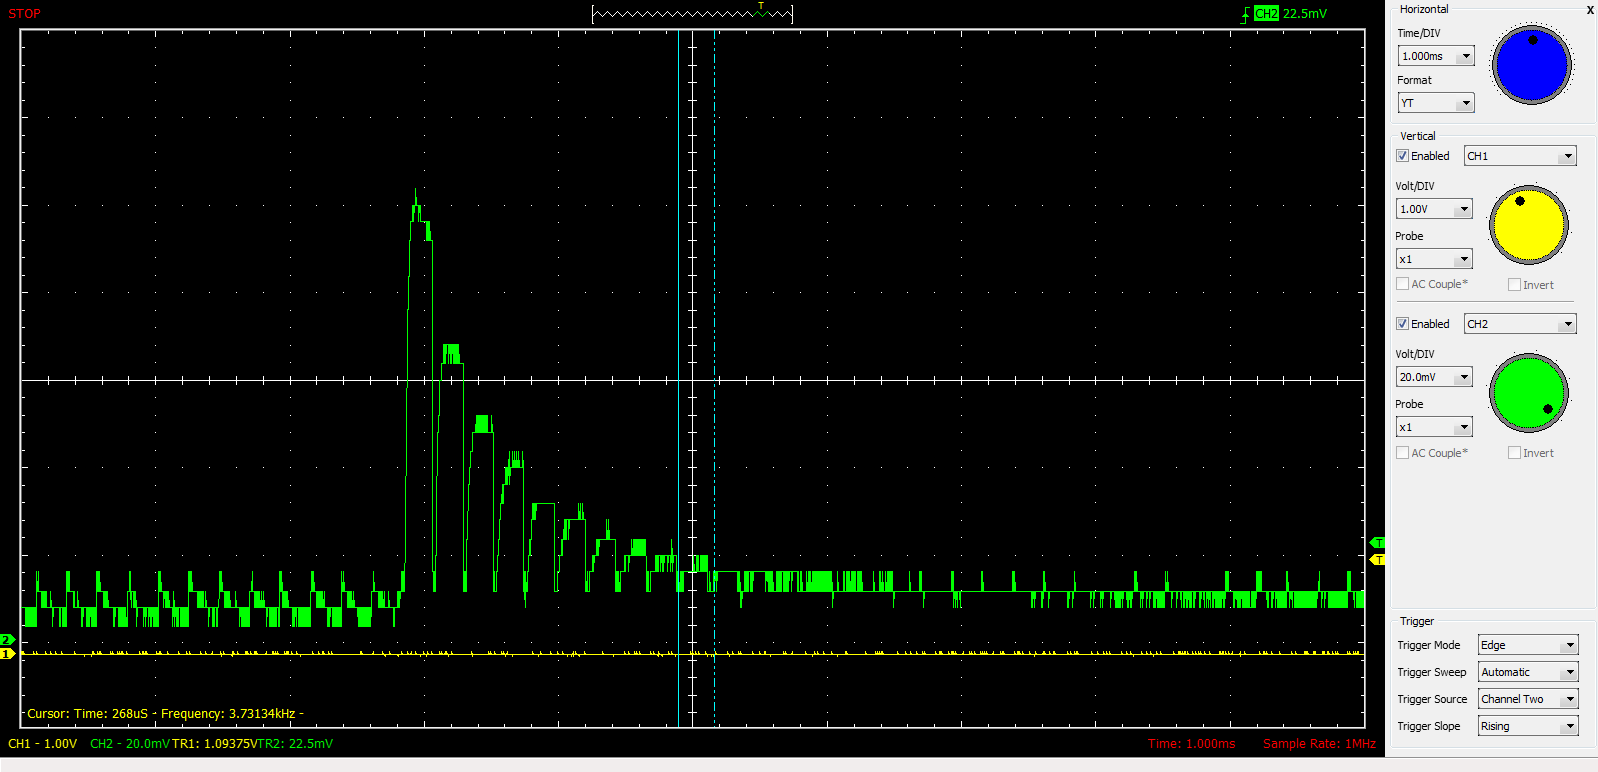 STOP
T
CH2 22.5mV
T
T
2
1
Cursor: Time: 268uS - Frequency: 3.73134kHz -
CH1 - 1.00V CH2 - 20.0mV TR1: 1.09375V TR2: 22.5mV
Time: 1.000ms Sample Rate: 1MHz
Horizontal X
Time/DIV
1.000ms
Format
YT
Vertical
Enabled CH1
Volt/DIV
1.00V
Probe
x1
AC Couple* Invert
Enabled CH2
Volt/DIV
20.0mV
Probe
x1
AC Couple* Invert
Trigger
Trigger Mode Edge
Trigger Sweep Automatic
Trigger Source Channel Two
Trigger Slope Rising